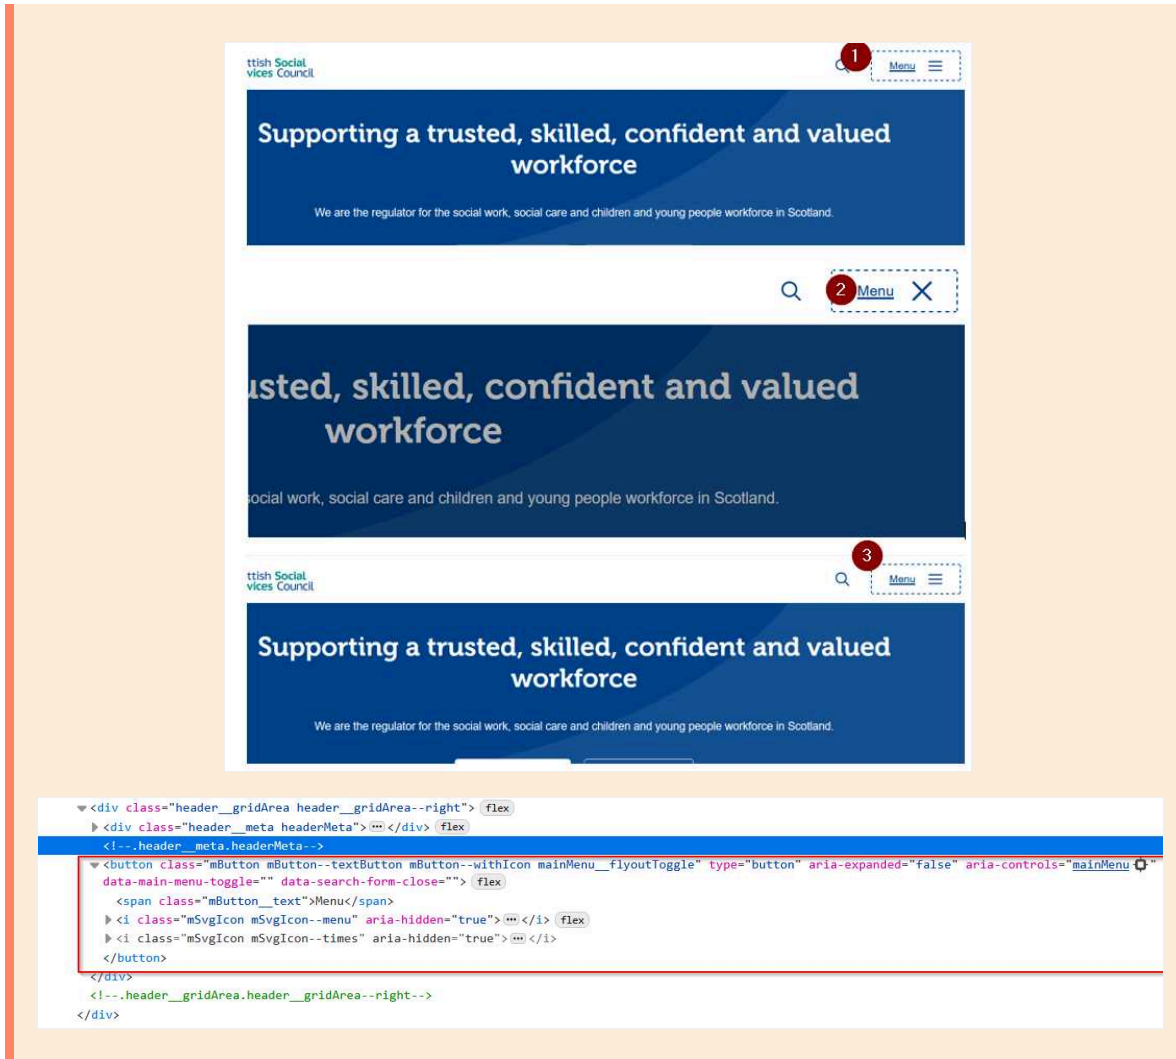 ttish Social
vices Council
1
Menu
Supporting a trusted, skilled, confident and valued
workforce
We are the regulator for the social work, social care and children and young people workforce in Scotland.
2
Menu
usted, skilled, confident and valued
workforce
social work, social care and children and young people workforce in Scotland.
3
ttish Social
vices Council
Menu
Supporting a trusted, skilled, confident and valued
workforce
We are the regulator for the social work, social care and children and young people workforce in Scotland.
<div class="header__gridArea header__gridArea--right"> flex
<div class="header__meta headerMeta"> ⋯ </div> flex
<!--.header__meta.headerMeta-->
<button class="mButton mButton--textButton mButton--withIcon mainMenu__flyoutToggle" type="button" aria-expanded="false" aria-controls="mainMenu"
data-main-menu-toggle="" data-search-form-close=""> flex
<span class="mButton__text">Menu</span>
<i class="mSvgIcon mSvgIcon--menu" aria-hidden="true"> ⋯ </i> flex
<i class="mSvgIcon mSvgIcon--times" aria-hidden="true"> ⋯ </i>
</button>
</div>
<!--.header__gridArea.header__gridArea--right-->
</div>